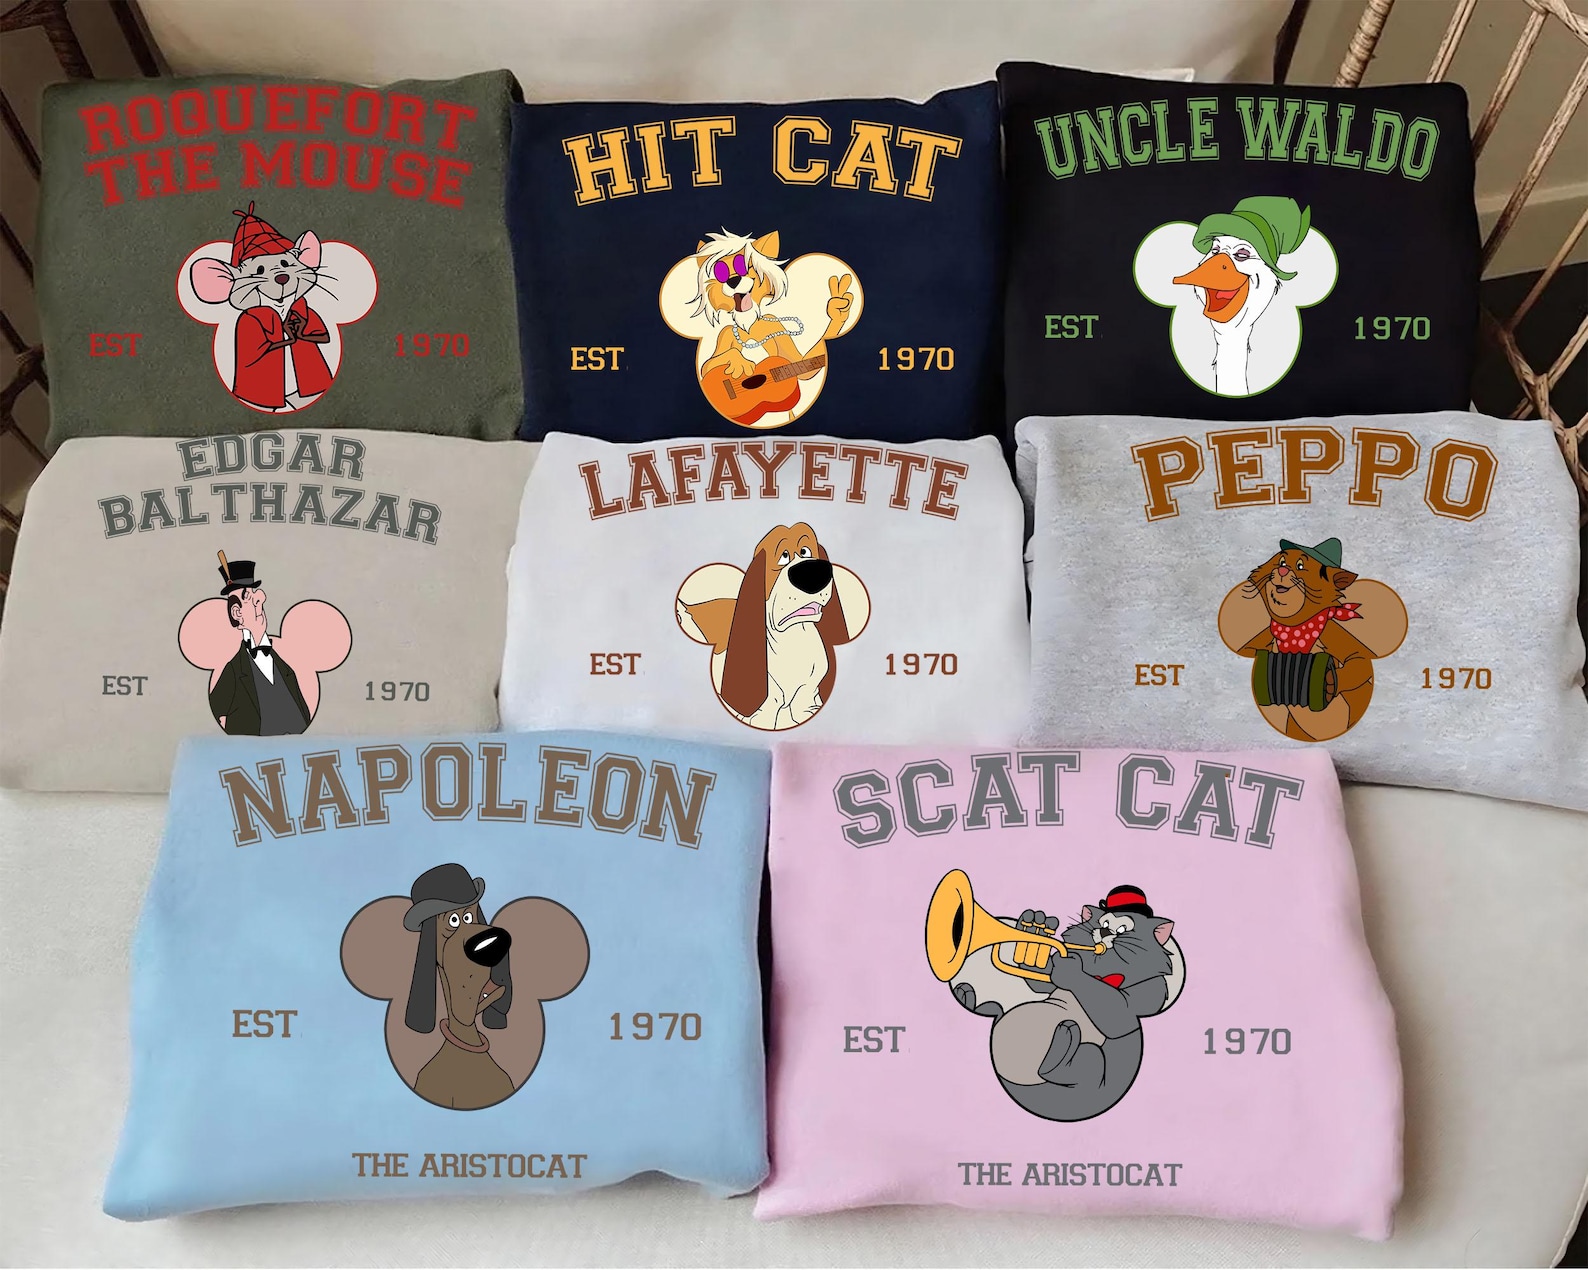 ROQUEFORT
THE MOUSE
EST 1970
HIT CAT
EST 1970
UNCLE WALDO
EST 1970
EDGAR
BALTHAZAR
EST 1970
LAFAYETTE
EST 1970
PEPPO
EST 1970
NAPOLEON
EST 1970
THE ARISTOCAT
SCAT CAT
EST 1970
THE ARISTOCAT